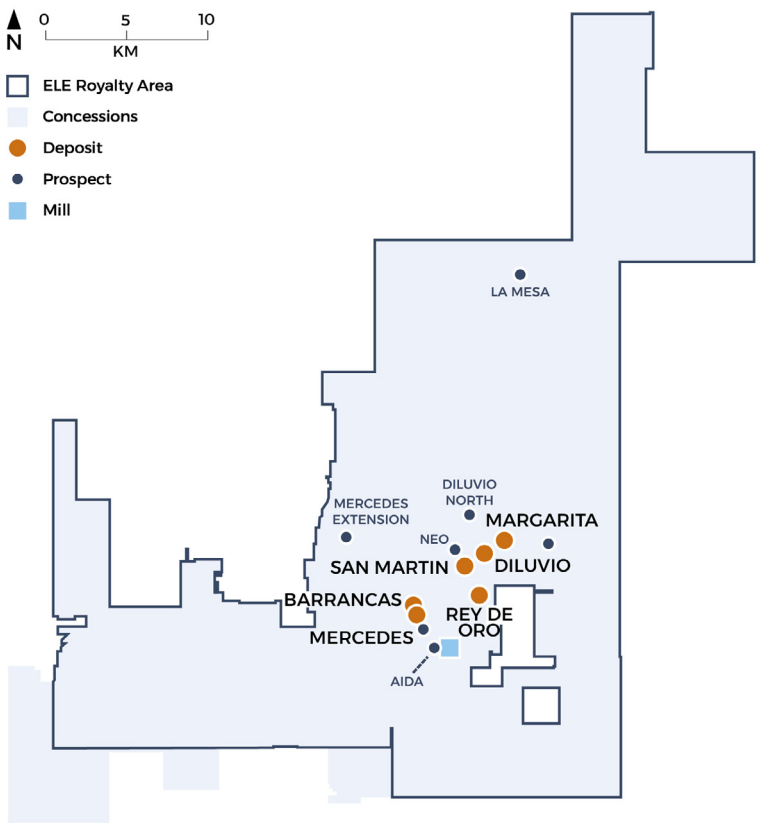 0 5 10
N
KM
ELE Royalty Area
Concessions
Deposit
Prospect
Mill
LA MESA
DILUVIO
NORTH
MERCEDES
EXTENSION
MARGARITA
NEO
SAN MARTIN
DILUVIO
BARRANCAS
REY DE
ORO
MERCEDES
AIDA